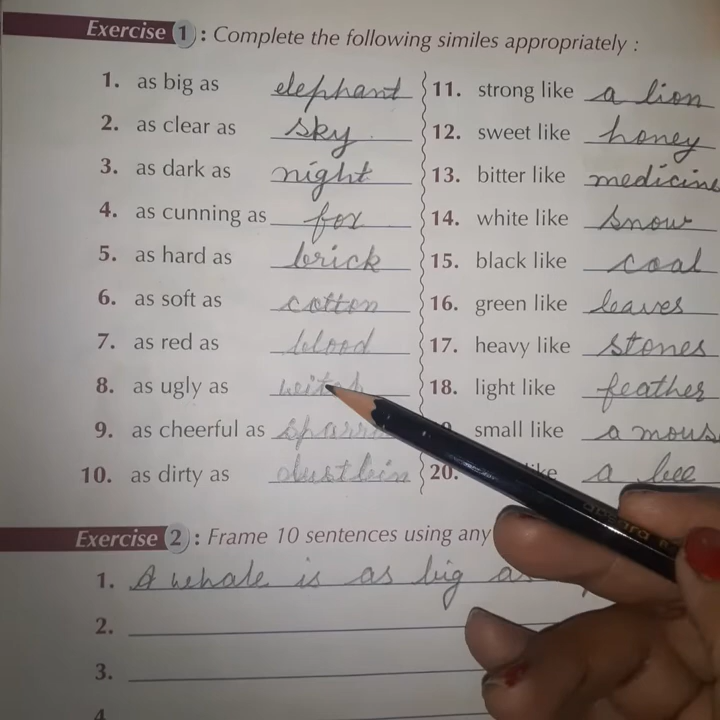 Exercise 1 : Complete the following similes appropriately :
1. as big as elephant
2. as clear as sky
3. as dark as night
4. as cunning as fox
5. as hard as brick
6. as soft as cotton
7. as red as blood
8. as ugly as
9. as cheerful as
10. as dirty as dustbin
11. strong like a lion
12. sweet like honey
13. bitter like medicine
14. white like snow
15. black like coal
16. green like leaves
17. heavy like stones
18. light like feather
small like a mous
20. a bee
Exercise 2 : Frame 10 sentences using any
1. A whale is as big as
2.
3.
4